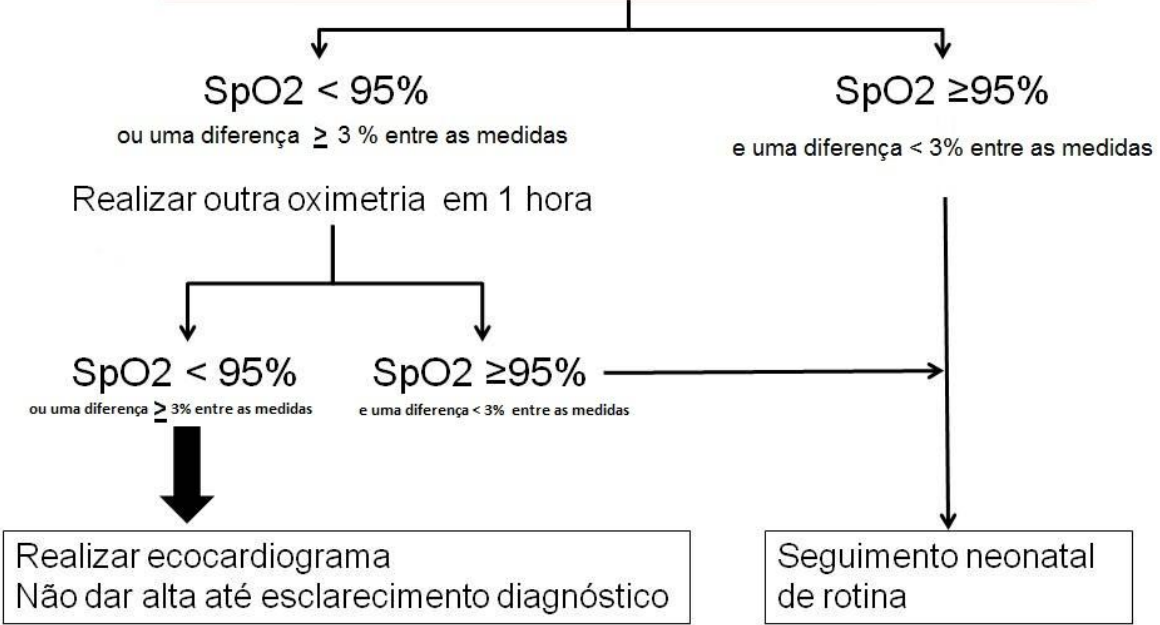 SpO2 < 95%
ou uma diferença ≥ 3 % entre as medidas
SpO2 ≥95%
e uma diferença < 3% entre as medidas
Realizar outra oximetria em 1 hora
SpO2 < 95%
ou uma diferença ≥ 3% entre as medidas
SpO2 ≥95%
e uma diferença < 3% entre as medidas
Realizar ecocardiograma
Não dar alta até esclarecimento diagnóstico
Seguimento neonatal
de rotina